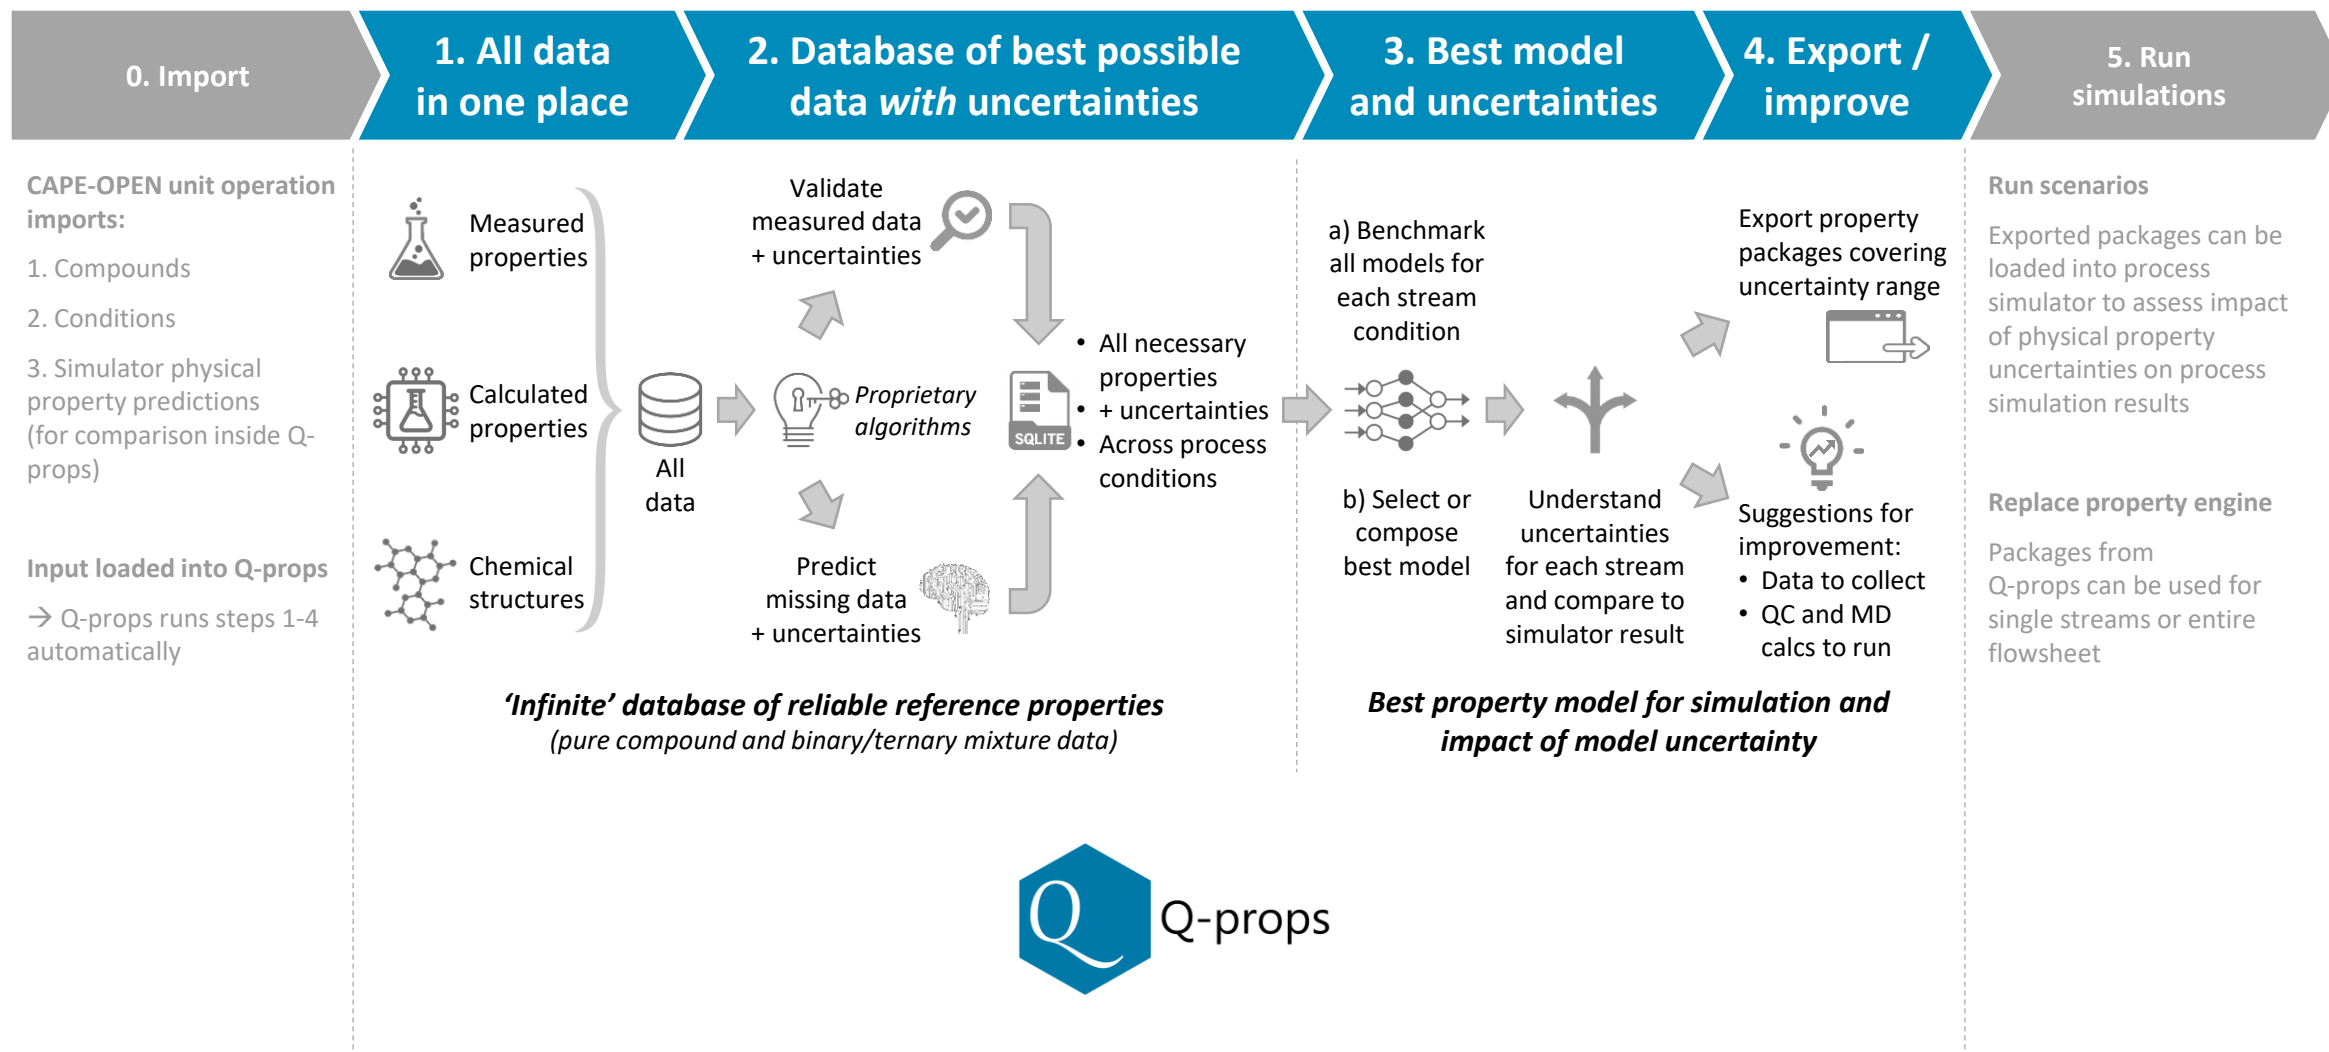 0. Import
1. All data
in one place
2. Database of best possible
data with uncertainties
3. Best model
and uncertainties
4. Export /
improve
5. Run
simulations
CAPE-OPEN unit operation
imports:
1. Compounds
2. Conditions
3. Simulator physical
property predictions
(for comparison inside Q-
props)
Input loaded into Q-props
→ Q-props runs steps 1-4
automatically
Measured
properties
Calculated
properties
Chemical
structures
All
data
Validate
measured data
+ uncertainties
Proprietary
algorithms
Predict
missing data
+ uncertainties
SQLITE
• All necessary
properties
• + uncertainties
• Across process
conditions
‘Infinite’ database of reliable reference properties
(pure compound and binary/ternary mixture data)
a) Benchmark
all models for
each stream
condition
b) Select or
compose
best model
Understand
uncertainties
for each stream
and compare to
simulator result
Export property
packages covering
uncertainty range
Suggestions for
improvement:
• Data to collect
• QC and MD
calcs to run
Best property model for simulation and
impact of model uncertainty
Run scenarios
Exported packages can be
loaded into process
simulator to assess impact
of physical property
uncertainties on process
simulation results
Replace property engine
Packages from
Q-props can be used for
single streams or entire
flowsheet
Q Q-props